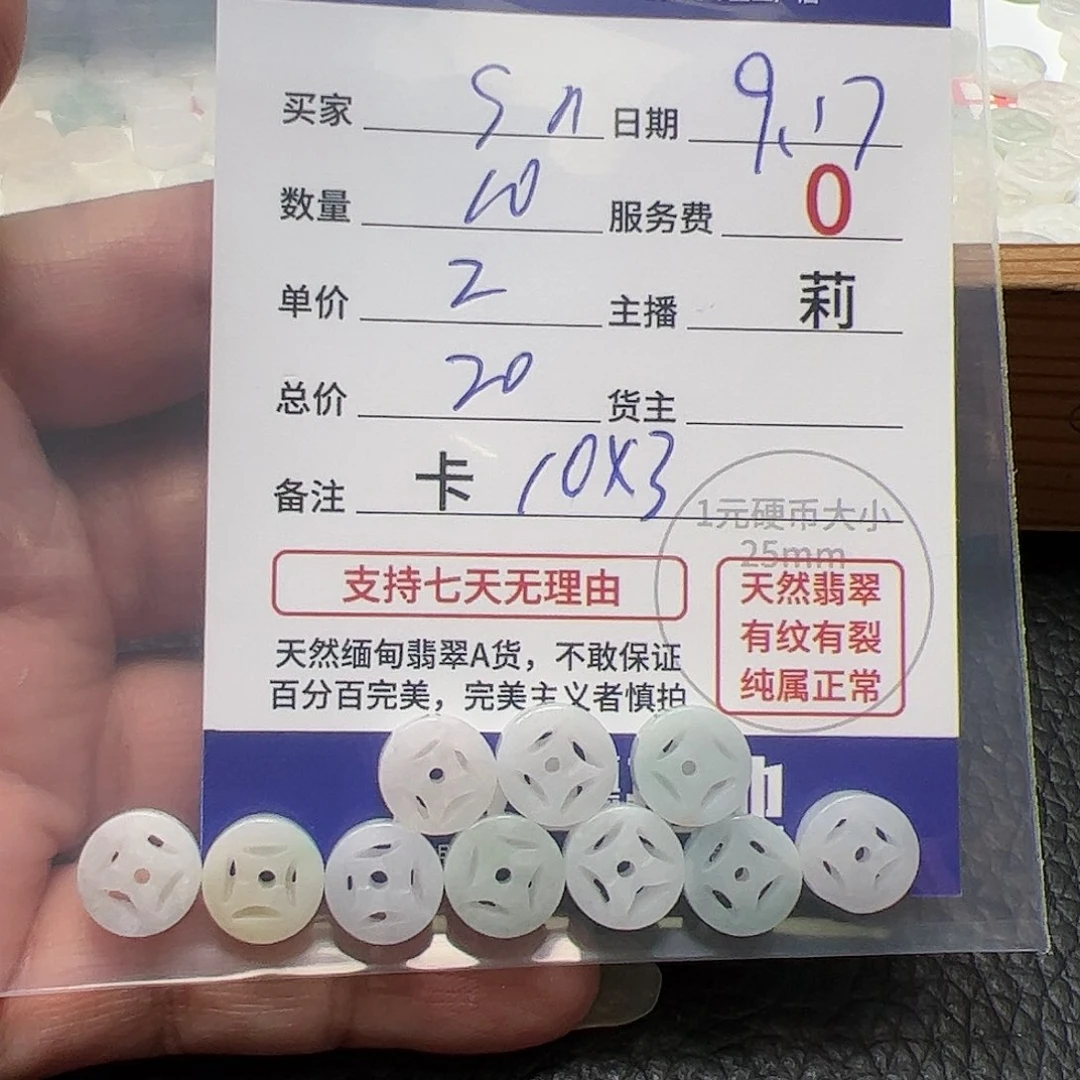 买家 Sn 日期 9.17
数量 10 服务费 0
单价 2 主播 莉
总价 20 货主
备注 卡 10X3
1元硬币大小
25mm
支持七天无理由
天然翡翠
有纹有裂
纯属正常
天然缅甸翡翠A货，不敢保证
百分百完美，完美主义者慎拍